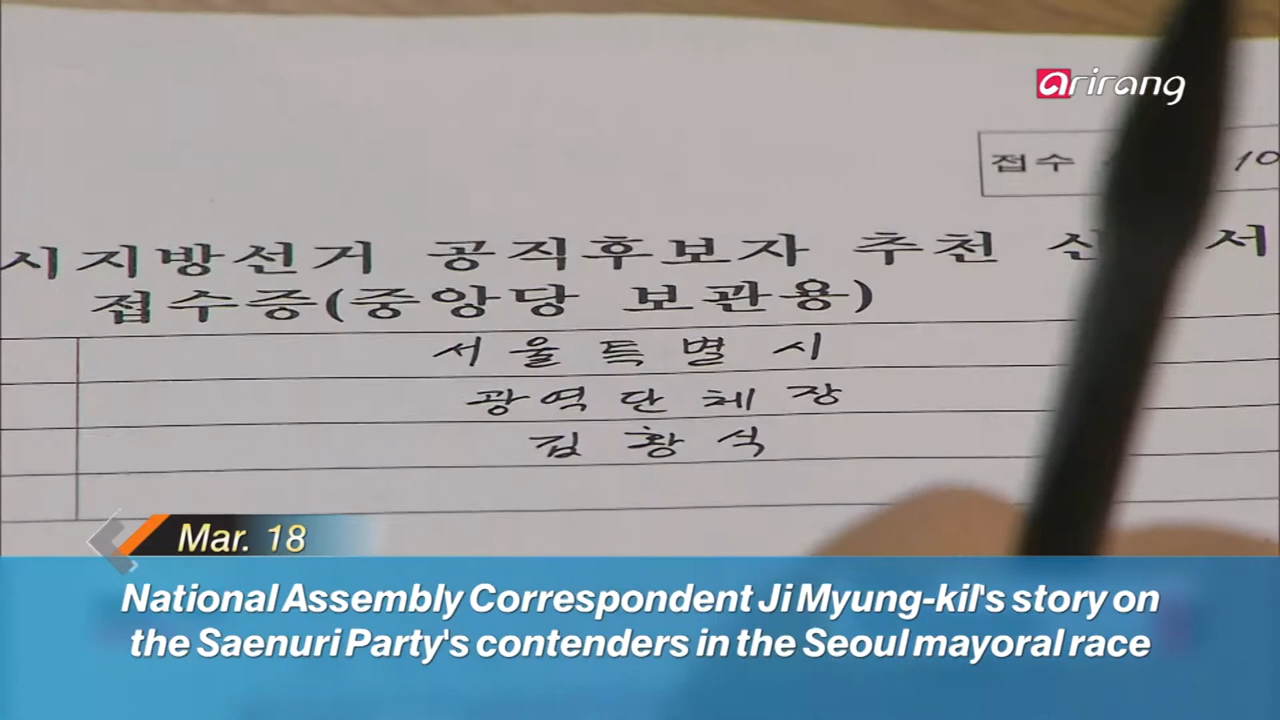 arirang
접수 10
시지방선거 공직후보자 추천 신 서
접수증(중앙당 보관용)
서울특별시
광역단체장
김황식
Mar. 18
National Assembly Correspondent Ji Myung-kil's story on
the Saenuri Party's contenders in the Seoul mayoral race